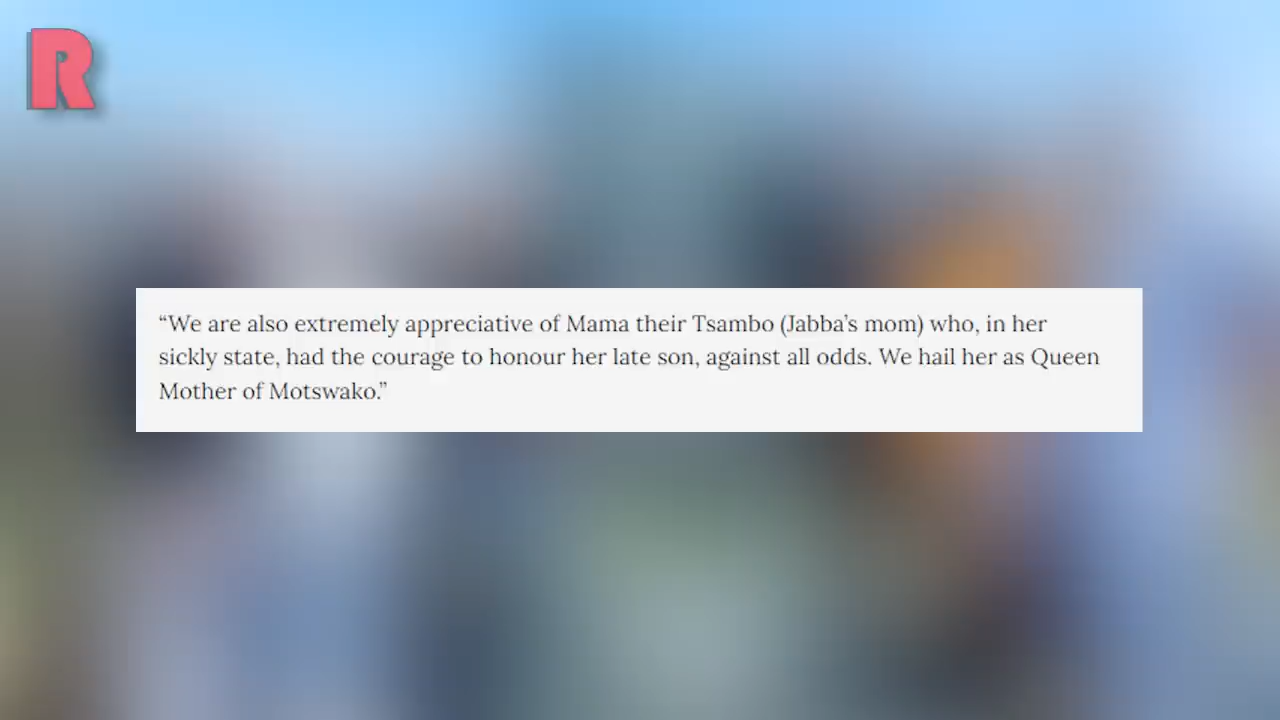 R
“We are also extremely appreciative of Mama their Tsambo (Jabba’s mom) who, in her
sickly state, had the courage to honour her late son, against all odds. We hail her as Queen
Mother of Motswako.”